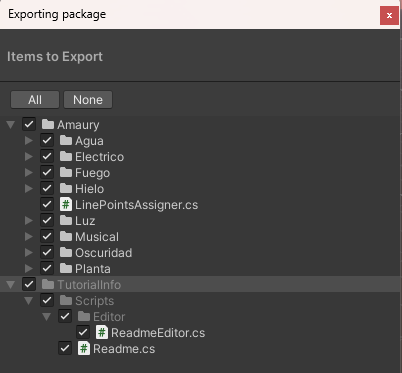 Exporting package
x
Items to Export
All None
Amaury
Agua
Electrico
Fuego
Hielo
# LinePointsAssigner.cs
Luz
Musical
Oscuridad
Planta
TutorialInfo
Scripts
Editor
# ReadmeEditor.cs
# Readme.cs